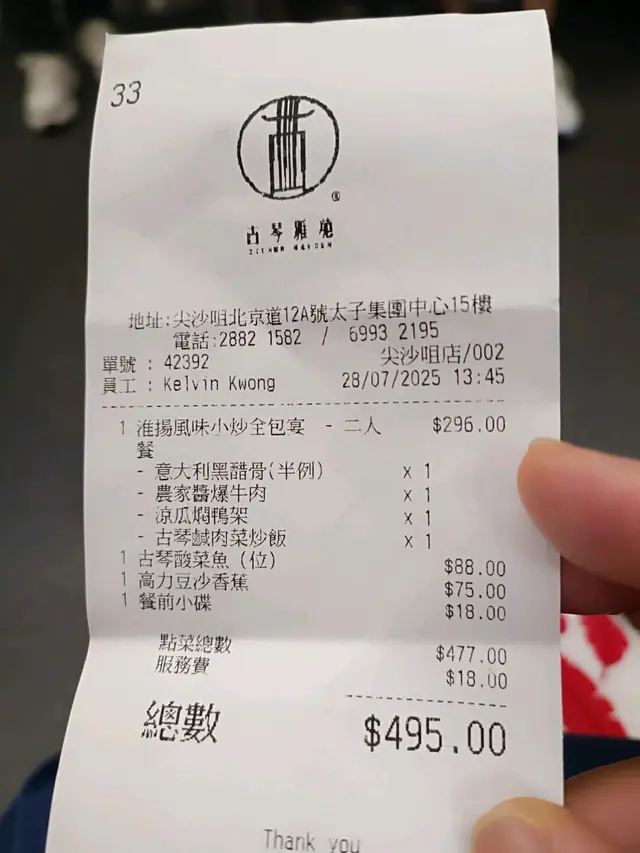 33
古琴雅苑
地址:尖沙咀北京道12A號太子集團中心15樓
電話:2882 1582 / 6993 2195
單號 : 42392 尖沙咀店/002
員工 : Kelvin Kwong 28/07/2025 13:45
1 淮揚風味小炒全包宴 - 二人 $296.00
餐
- 意大利黑醋骨(半例) x 1
- 農家醬爆牛肉 x 1
- 涼瓜燜鴨架 x 1
- 古琴鹹肉菜炒飯 x 1
1 古琴酸菜魚 (位) $88.00
1 高力豆沙香蕉 $75.00
1 餐前小碟 $18.00
點菜總數 $477.00
服務費 $18.00
總數 $495.00
Thank you